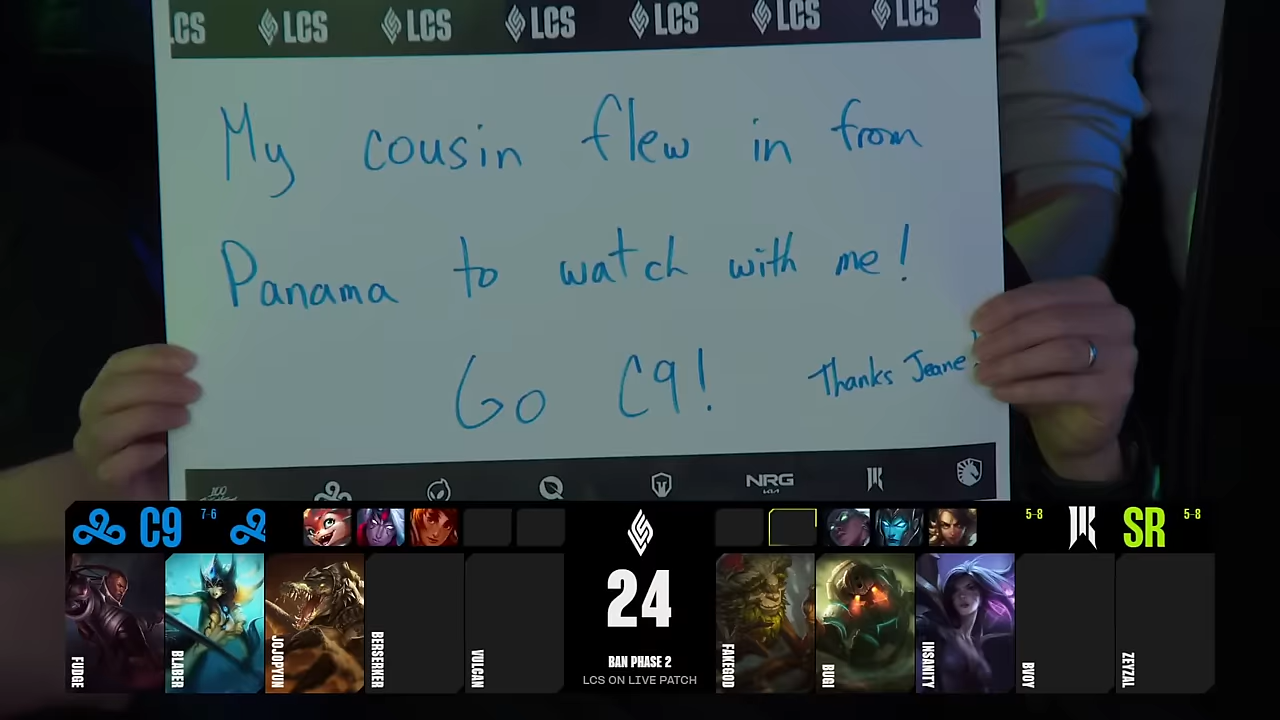 LCS LCS LCS LCS LCS LCS
My cousin flew in from
Panama to watch with me!
Go C9! Thanks Jeane!
NRG
C9 7-6
5-8 SR 5-8
24
BAN PHASE 2
LCS ON LIVE PATCH
FUDGE
BLABER
JOJOPYUN
BERSERKER
VULCAN
FAKEGOD
BUGI
INSANITY
BVOY
ZEYZAL